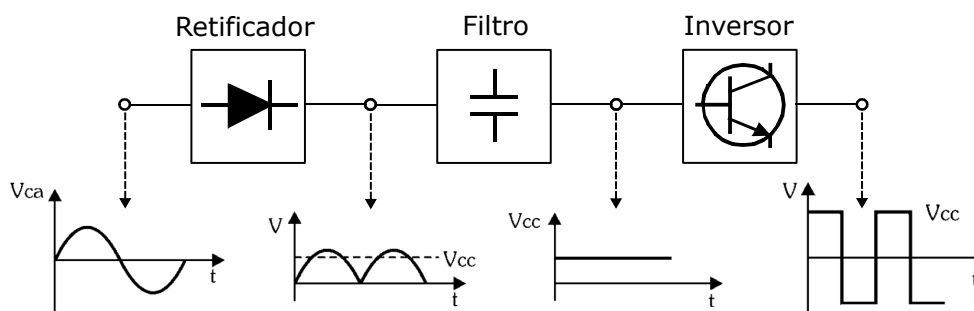 Retificador
Filtro
Inversor
Vca
t
V
Vcc
t
Vcc
t
V
Vcc
t